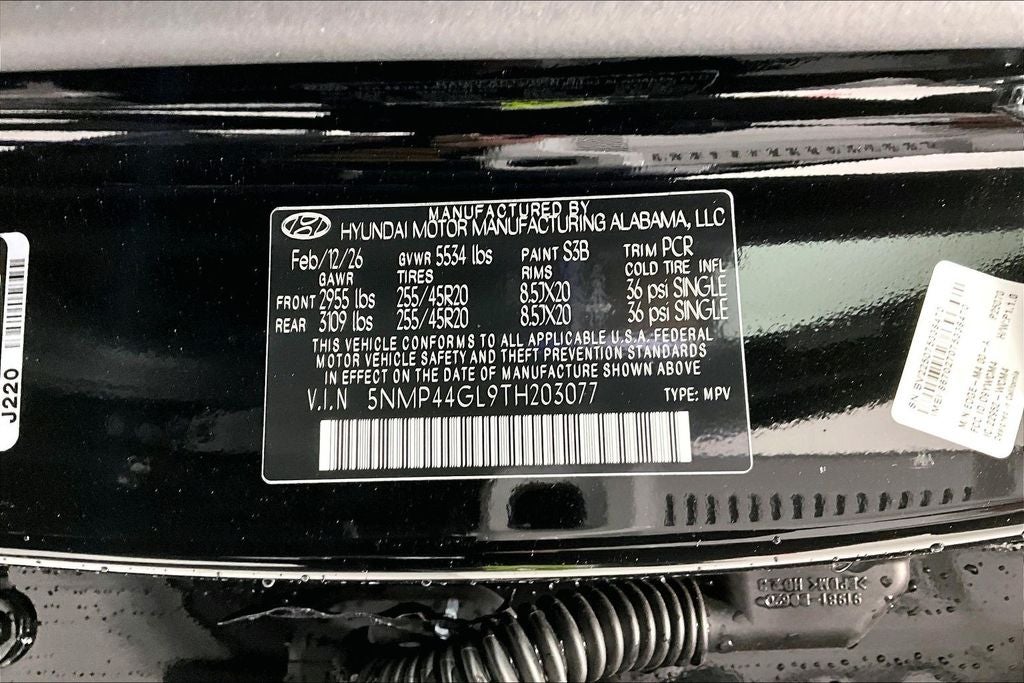 MANUFACTURED BY
HYUNDAI MOTOR MANUFACTURING ALABAMA, LLC
Feb/12/26 GVWR 5534 lbs PAINT S3B TRIM PCR
GAWR TIRES RIMS COLD TIRE INFL
FRONT 2955 lbs 255/45R20 8.5JX20 36 psi SINGLE
REAR 3109 lbs 255/45R20 8.5JX20 36 psi SINGLE
THIS VEHICLE CONFORMS TO ALL APPLICABLE U.S.A. FEDERAL
MOTOR VEHICLE SAFETY AND THEFT PREVENTION STANDARDS
IN EFFECT ON THE DATE OF MANUFACTURE SHOWN ABOVE
V.I.N 5NMP44GL9TH203077 TYPE: MPV
J220